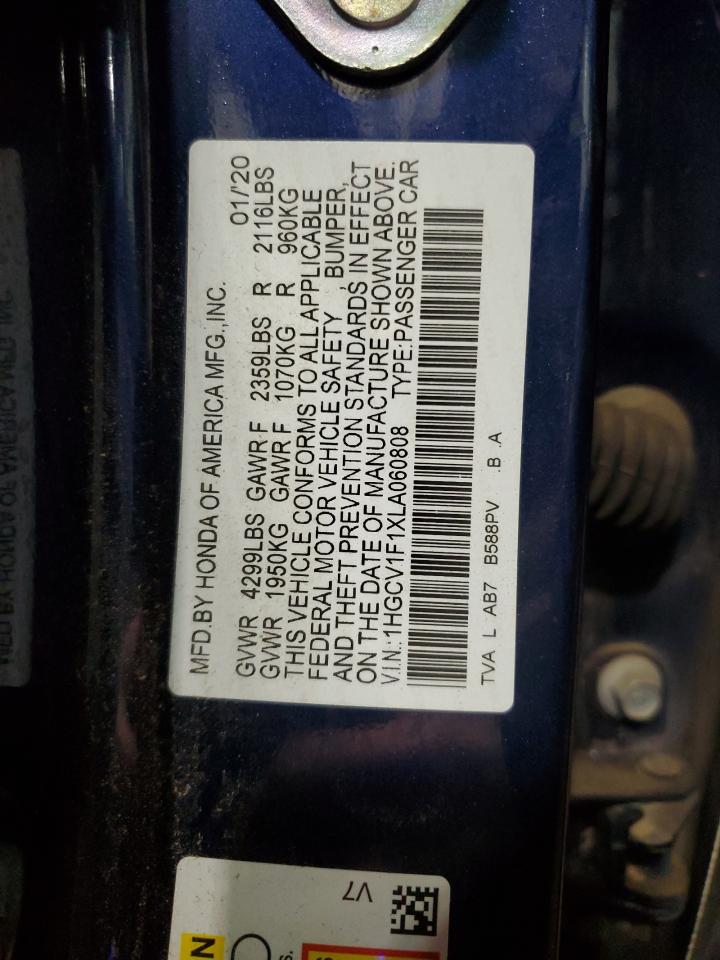 MFD.BY HONDA OF AMERICA MFG.,INC. 01/'20
GVWR 4299LBS GAWR F 2359LBS R 2116LBS
GVWR 1950KG GAWR F 1070KG R 960KG
THIS VEHICLE CONFORMS TO ALL APPLICABLE
FEDERAL MOTOR VEHICLE SAFETY , BUMPER,
AND THEFT PREVENTION STANDARDS, IN EFFECT
ON THE DATE OF MANUFACTURE SHOWN ABOVE.
V.I.N.:1HGCV1F1XLA060808 TYPE:PASSENGER CAR
TVA L AB7 B588PV .B .A
V7